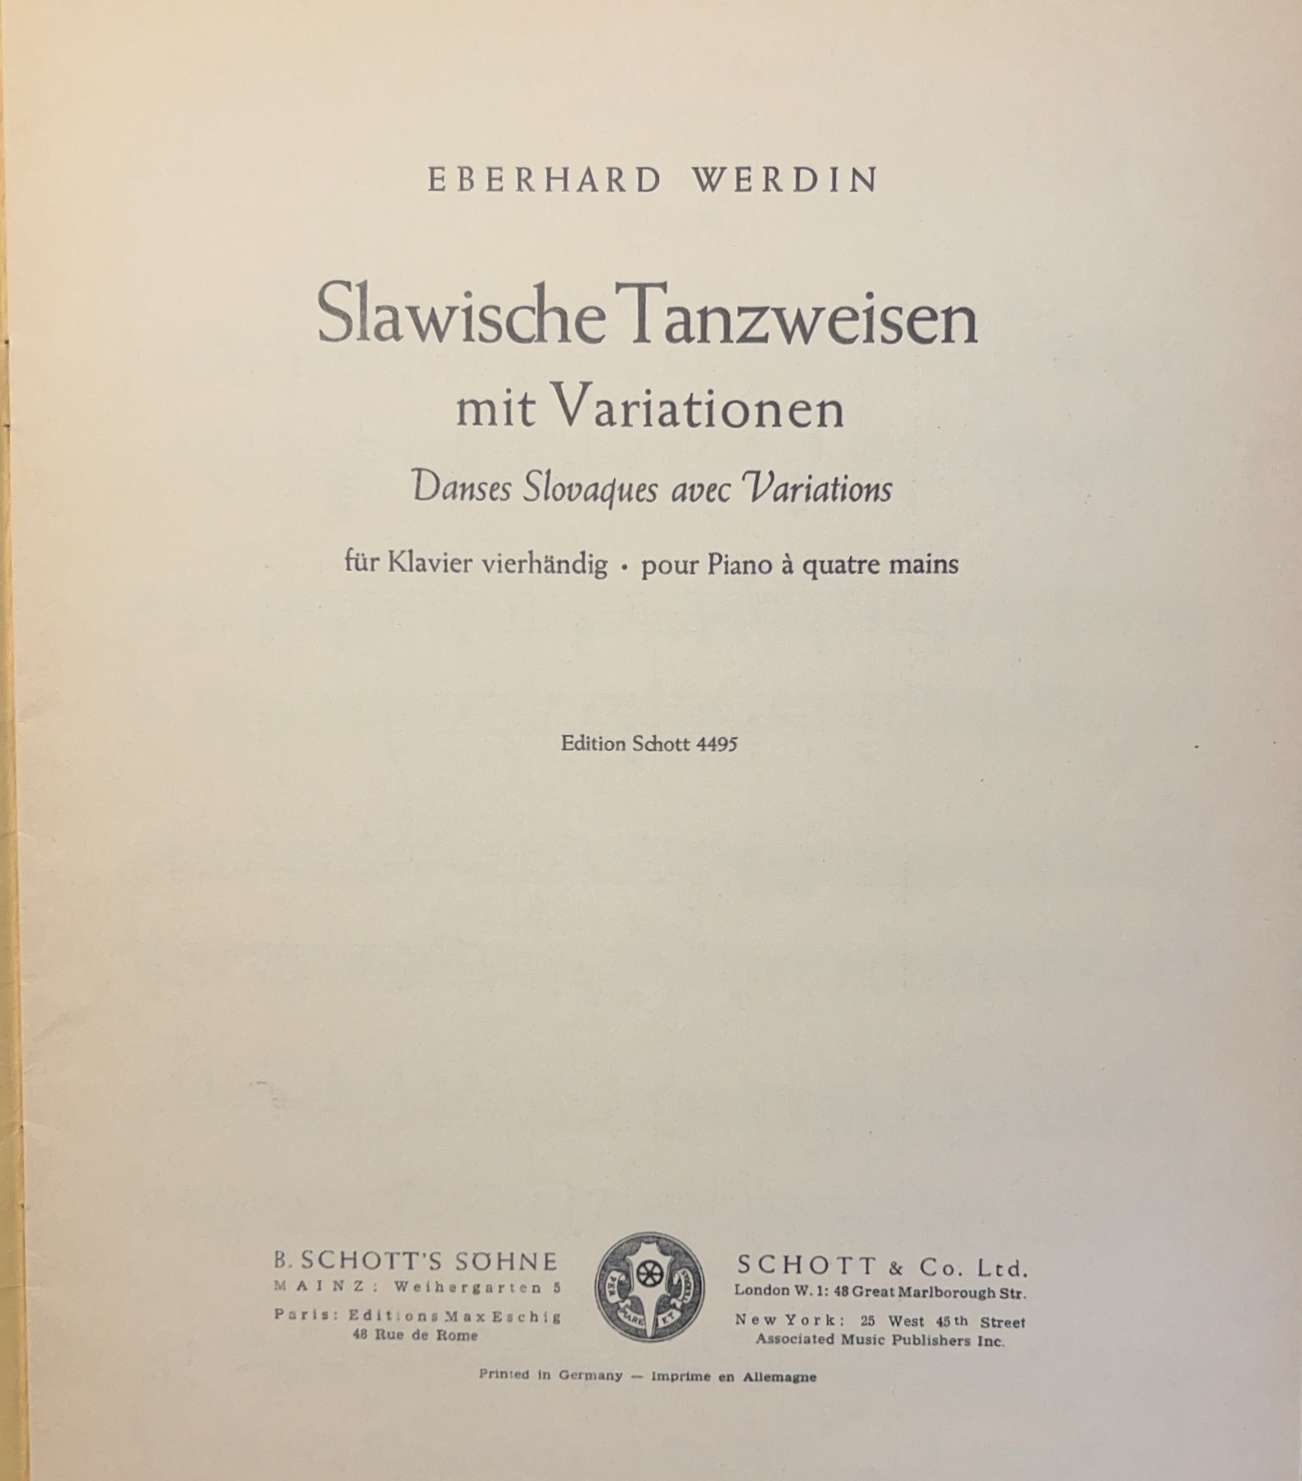 EBERHARD WERDIN
Slawische Tanzweisen
mit Variationen
Danses Slovaques avec Variations
für Klavier vierhändig · pour Piano à quatre mains
Edition Schott 4495
B. SCHOTT'S SÖHNE
MAINZ: Weihergarten 5
Paris: Editions Max Eschig
48 Rue de Rome
PER
MARE
ET
SCHOTT & Co. Ltd.
London W. 1: 48 Great Marlborough Str.
New York: 25 West 45th Street
Associated Music Publishers Inc.
Printed in Germany — Imprime en Allemagne